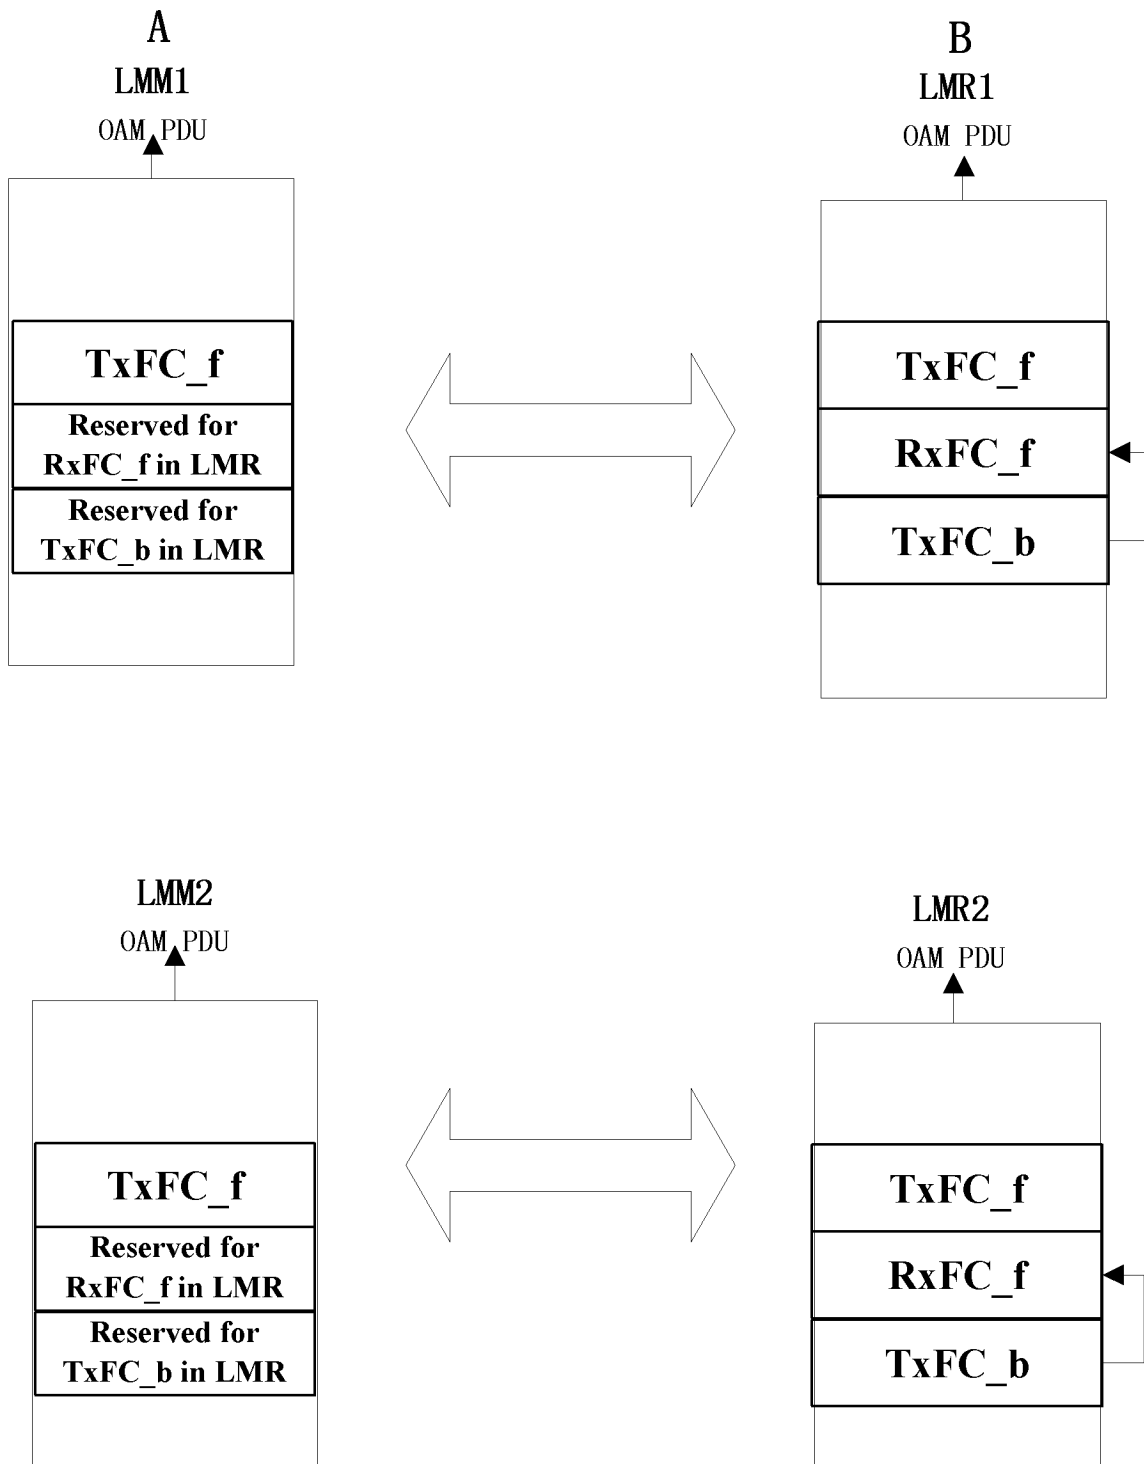 A
LMM1
OAM PDU
TxFC_f
Reserved for
RxFC_f in LMR
Reserved for
TxFC_b in LMR
B
LMR1
OAM PDU
TxFC_f
RxFC_f
TxFC_b
LMM2
OAM PDU
TxFC_f
Reserved for
RxFC_f in LMR
Reserved for
TxFC_b in LMR
LMR2
OAM PDU
TxFC_f
RxFC_f
TxFC_b